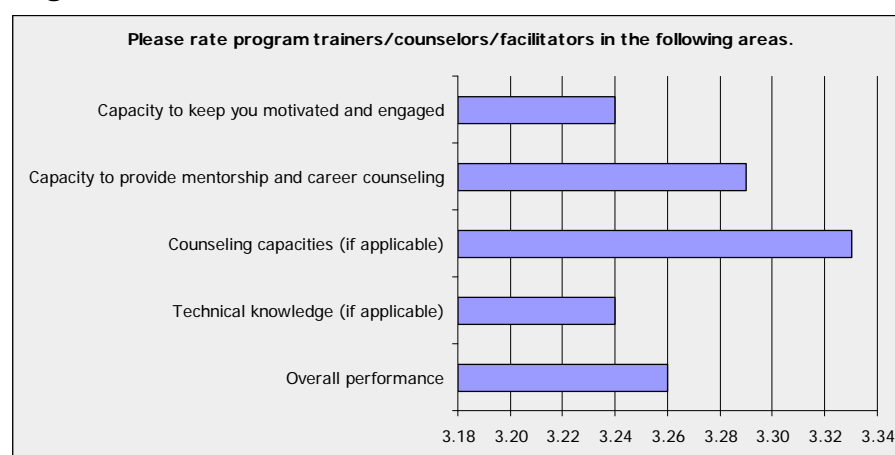 Please rate program trainers/counselors/facilitators in the following areas.
Capacity to keep you motivated and engaged
Capacity to provide mentorship and career counseling
Counseling capacities (if applicable)
Technical knowledge (if applicable)
Overall performance
3.18 3.20 3.22 3.24 3.26 3.28 3.30 3.32 3.34